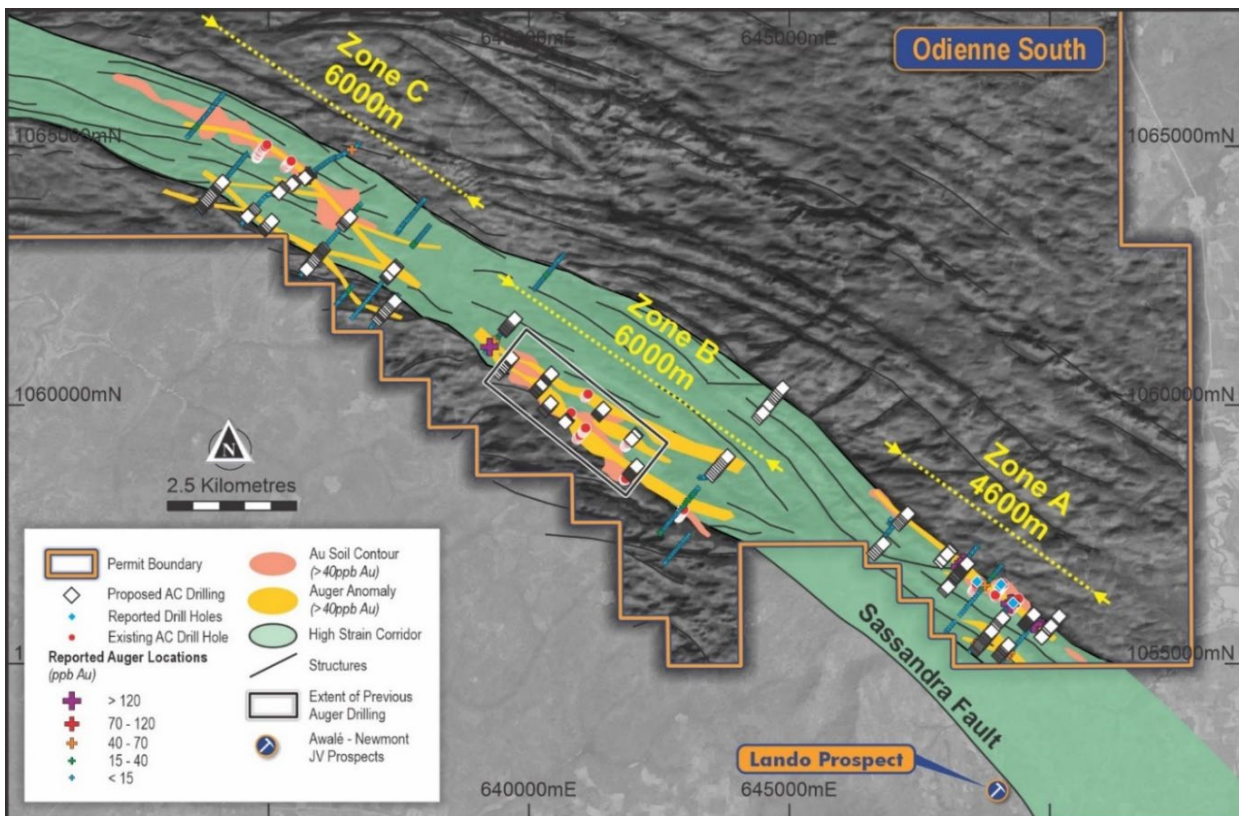 640000mE
645000mE
Odienne South
Zone C
6000m
1065000mN
1065000mN
Zone B
6000m
1060000mN
1060000mN
Zone A
4600m
N
2.5 Kilometres
Permit Boundary
Proposed AC Drilling
Reported Drill Holes
Existing AC Drill Hole
Reported Auger Locations
(ppb Au)
> 120
70 - 120
40 - 70
15 - 40
< 15
Au Soil Contour
(>40ppb Au)
Auger Anomaly
(>40ppb Au)
High Strain Corridor
Structures
Extent of Previous
Auger Drilling
Awalé - Newmont
JV Prospects
1055000mN
Sassandra Fault
Lando Prospect
640000mE
645000mE